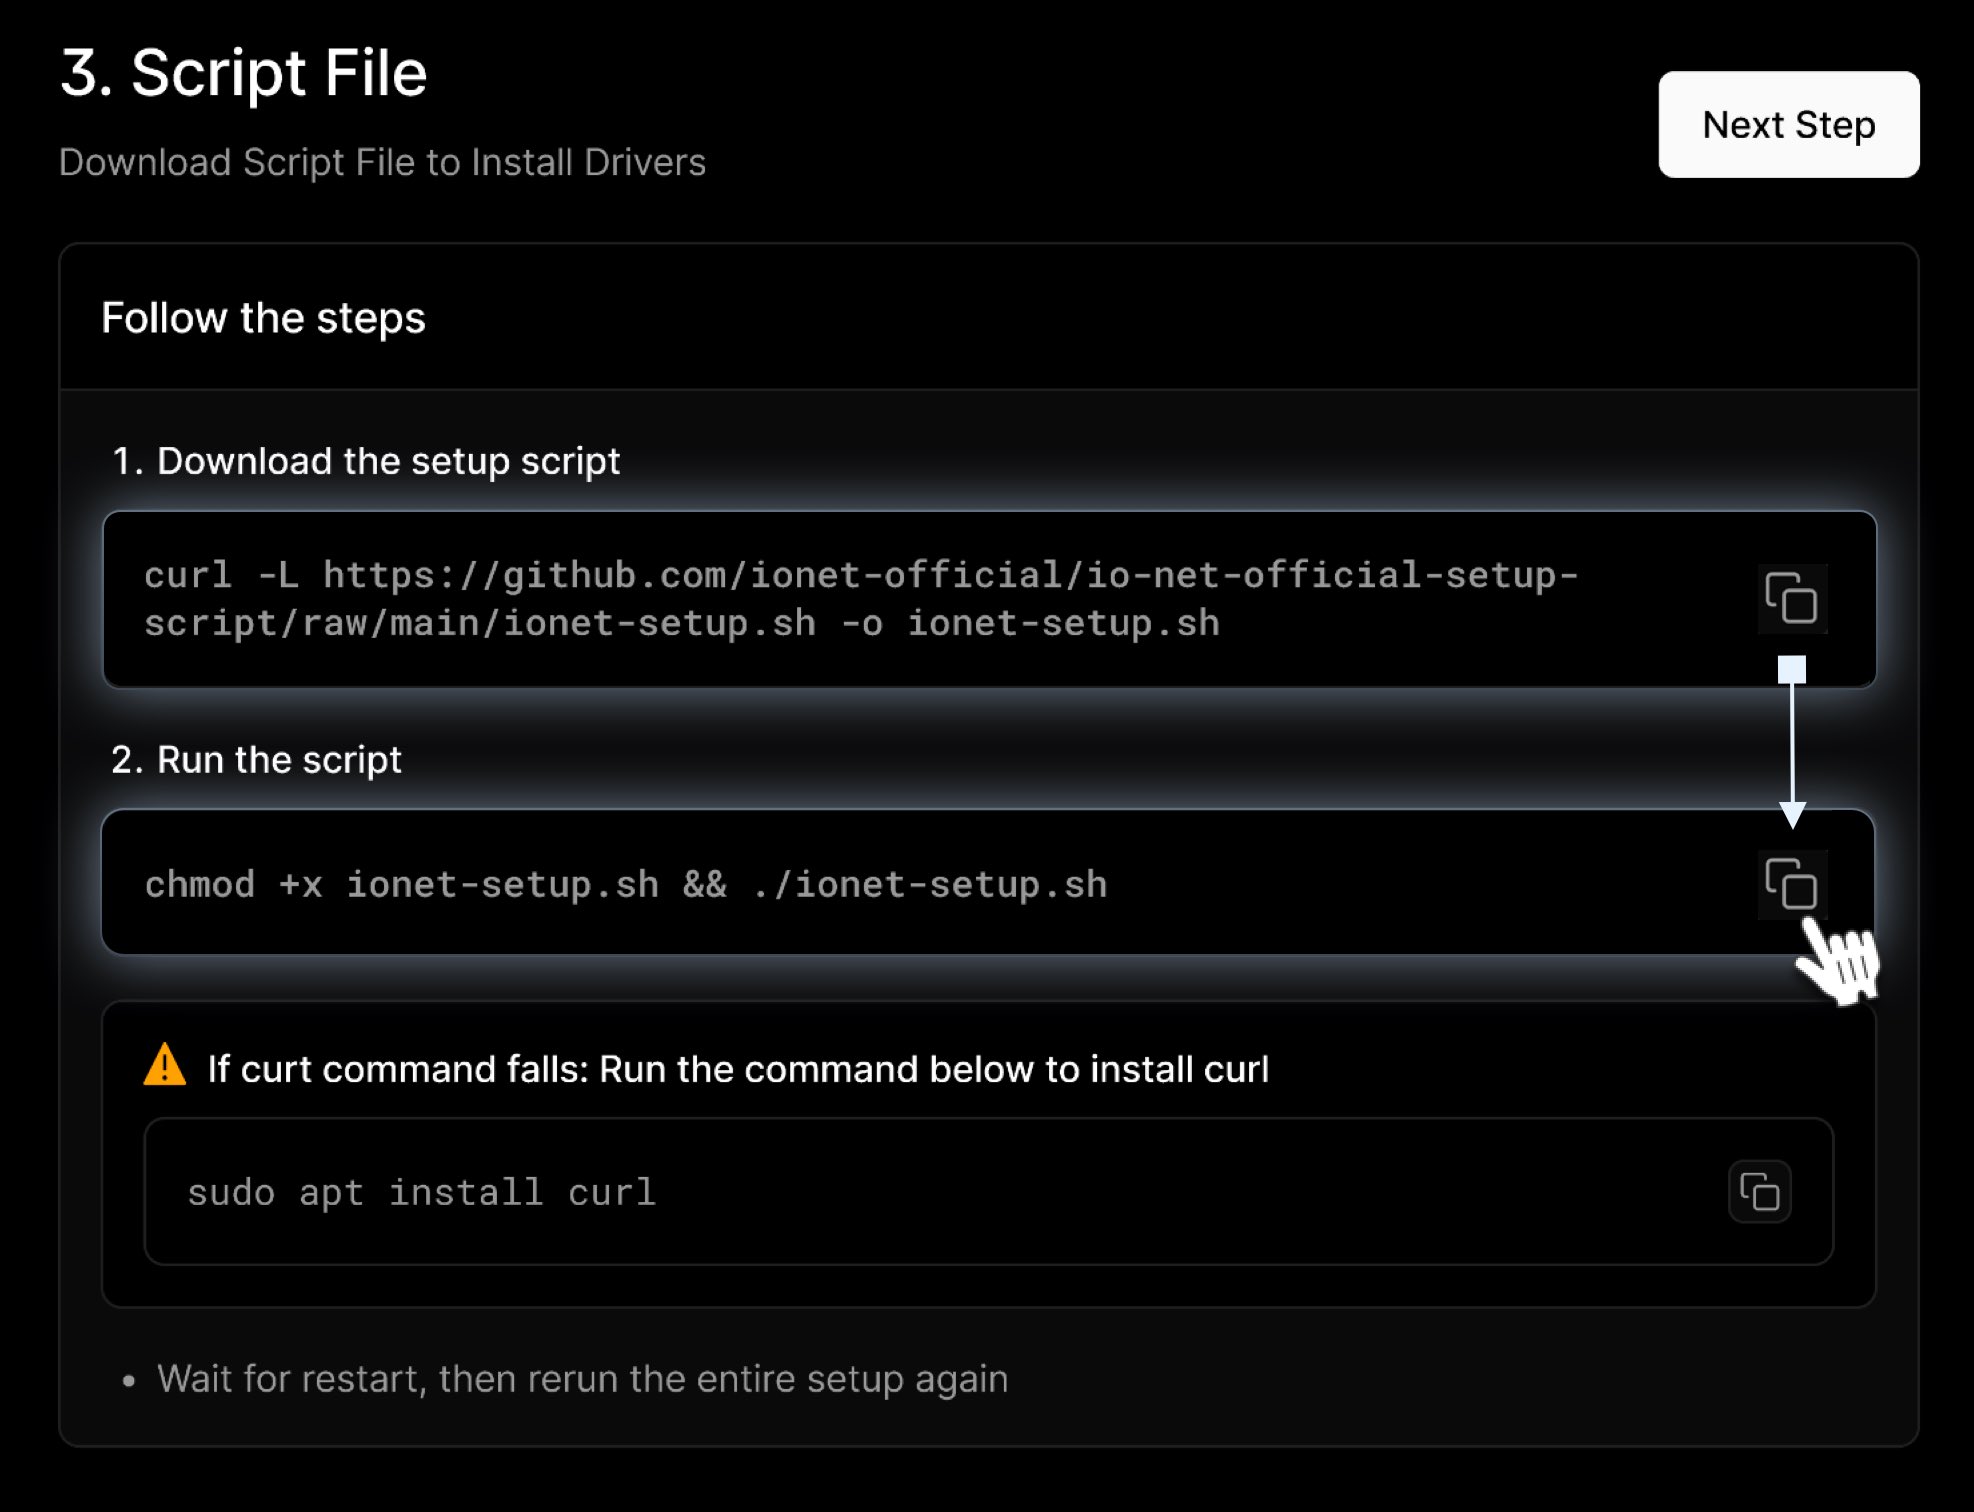 3. Script File
Download Script File to Install Drivers
Next Step
Follow the steps
1. Download the setup script
curl -L https://github.com/ionet-official/io-net-official-setup-
script/raw/main/ionet-setup.sh -o ionet-setup.sh
2. Run the script
chmod +x ionet-setup.sh && ./ionet-setup.sh
If curt command falls: Run the command below to install curl
sudo apt install curl
• Wait for restart, then rerun the entire setup again